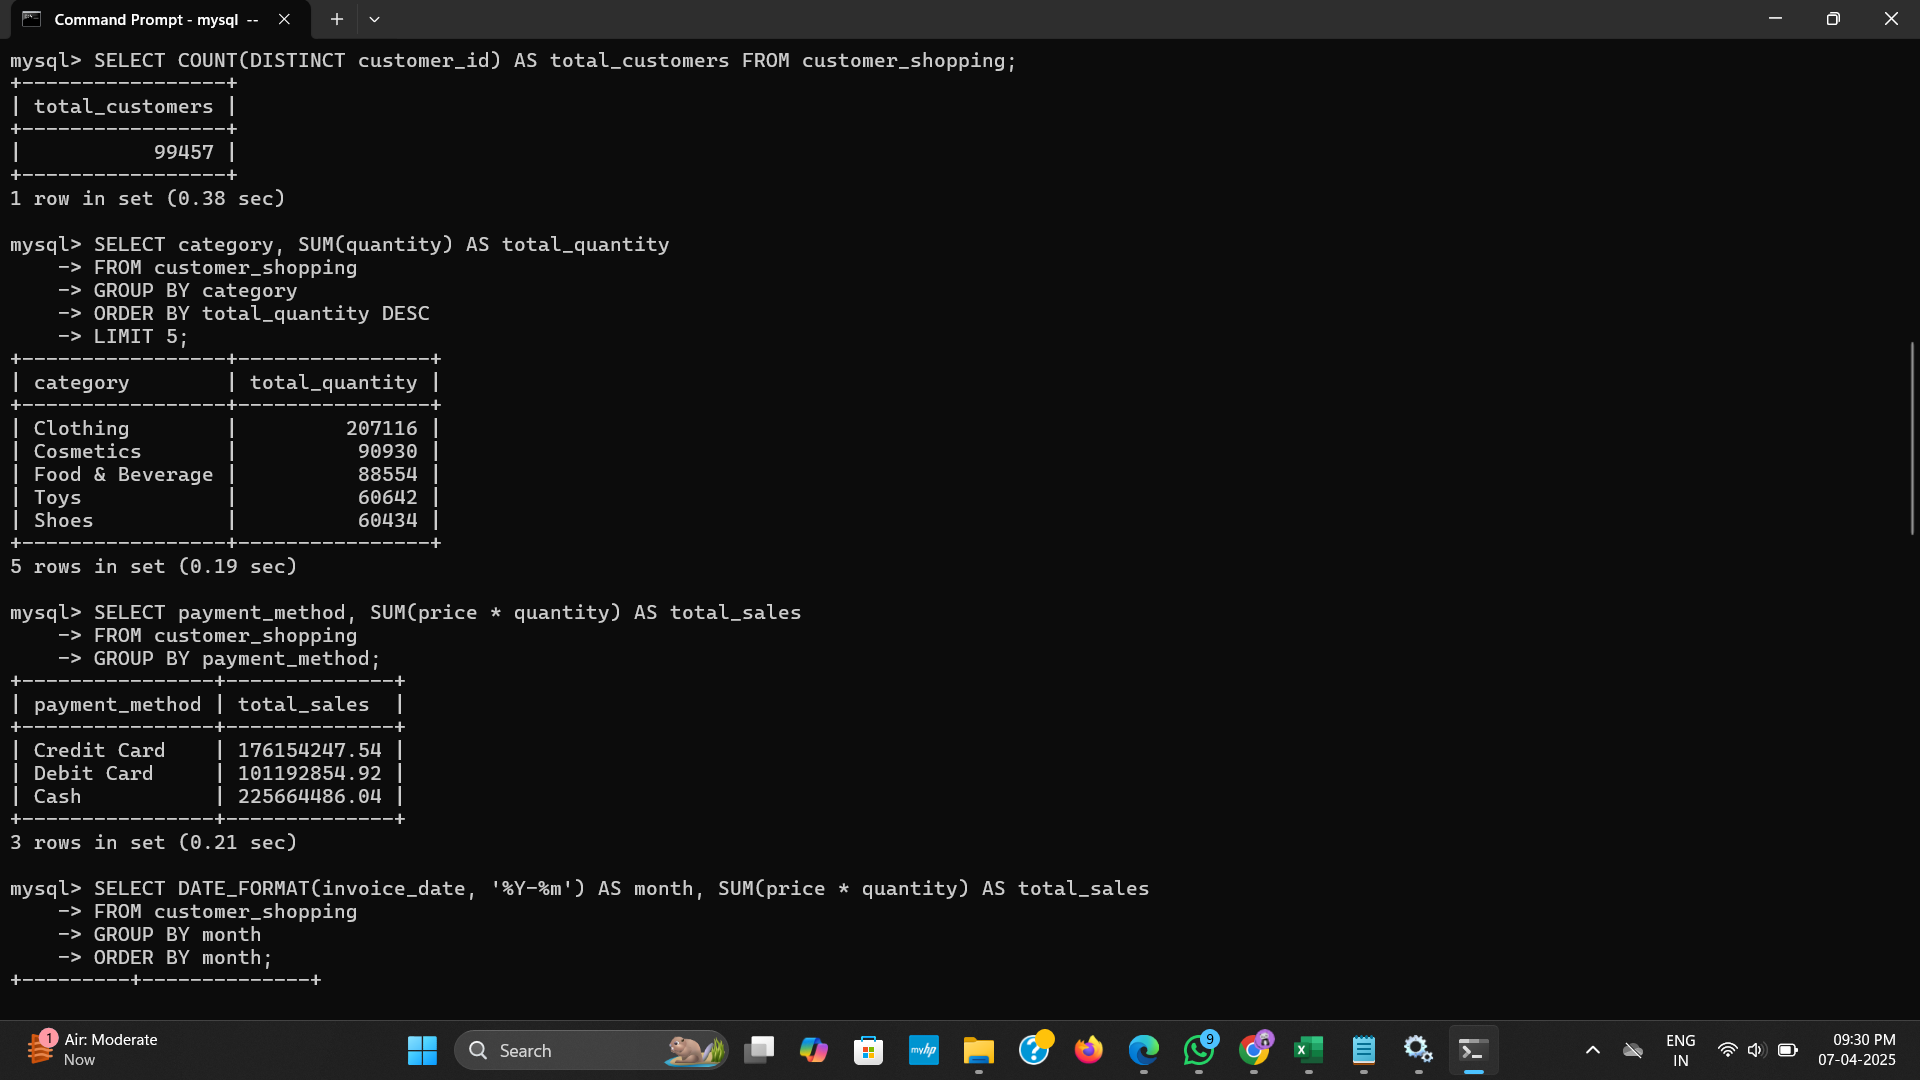 Command Prompt - mysql --
mysql> SELECT COUNT(DISTINCT customer_id) AS total_customers FROM customer_shopping;
+-----------------+
| total_customers |
+-----------------+
|           99457 |
+-----------------+
1 row in set (0.38 sec)
mysql> SELECT category, SUM(quantity) AS total_quantity
    -> FROM customer_shopping
    -> GROUP BY category
    -> ORDER BY total_quantity DESC
    -> LIMIT 5;
+-----------------+----------------+
| category        | total_quantity |
+-----------------+----------------+
| Clothing        |         207116 |
| Cosmetics       |          90930 |
| Food & Beverage |          88554 |
| Toys            |          60642 |
| Shoes           |          60434 |
+-----------------+----------------+
5 rows in set (0.19 sec)
mysql> SELECT payment_method, SUM(price * quantity) AS total_sales
    -> FROM customer_shopping
    -> GROUP BY payment_method;
+----------------+--------------+
| payment_method | total_sales  |
+----------------+--------------+
| Credit Card    | 176154247.54 |
| Debit Card     | 101192854.92 |
| Cash           | 225664486.04 |
+----------------+--------------+
3 rows in set (0.21 sec)
mysql> SELECT DATE_FORMAT(invoice_date, '%Y-%m') AS month, SUM(price * quantity) AS total_sales
    -> FROM customer_shopping
    -> GROUP BY month
    -> ORDER BY month;
+---------+--------------+
1
Air: Moderate
Now
Search
myhp
9
ENG
IN
09:30 PM
07-04-2025